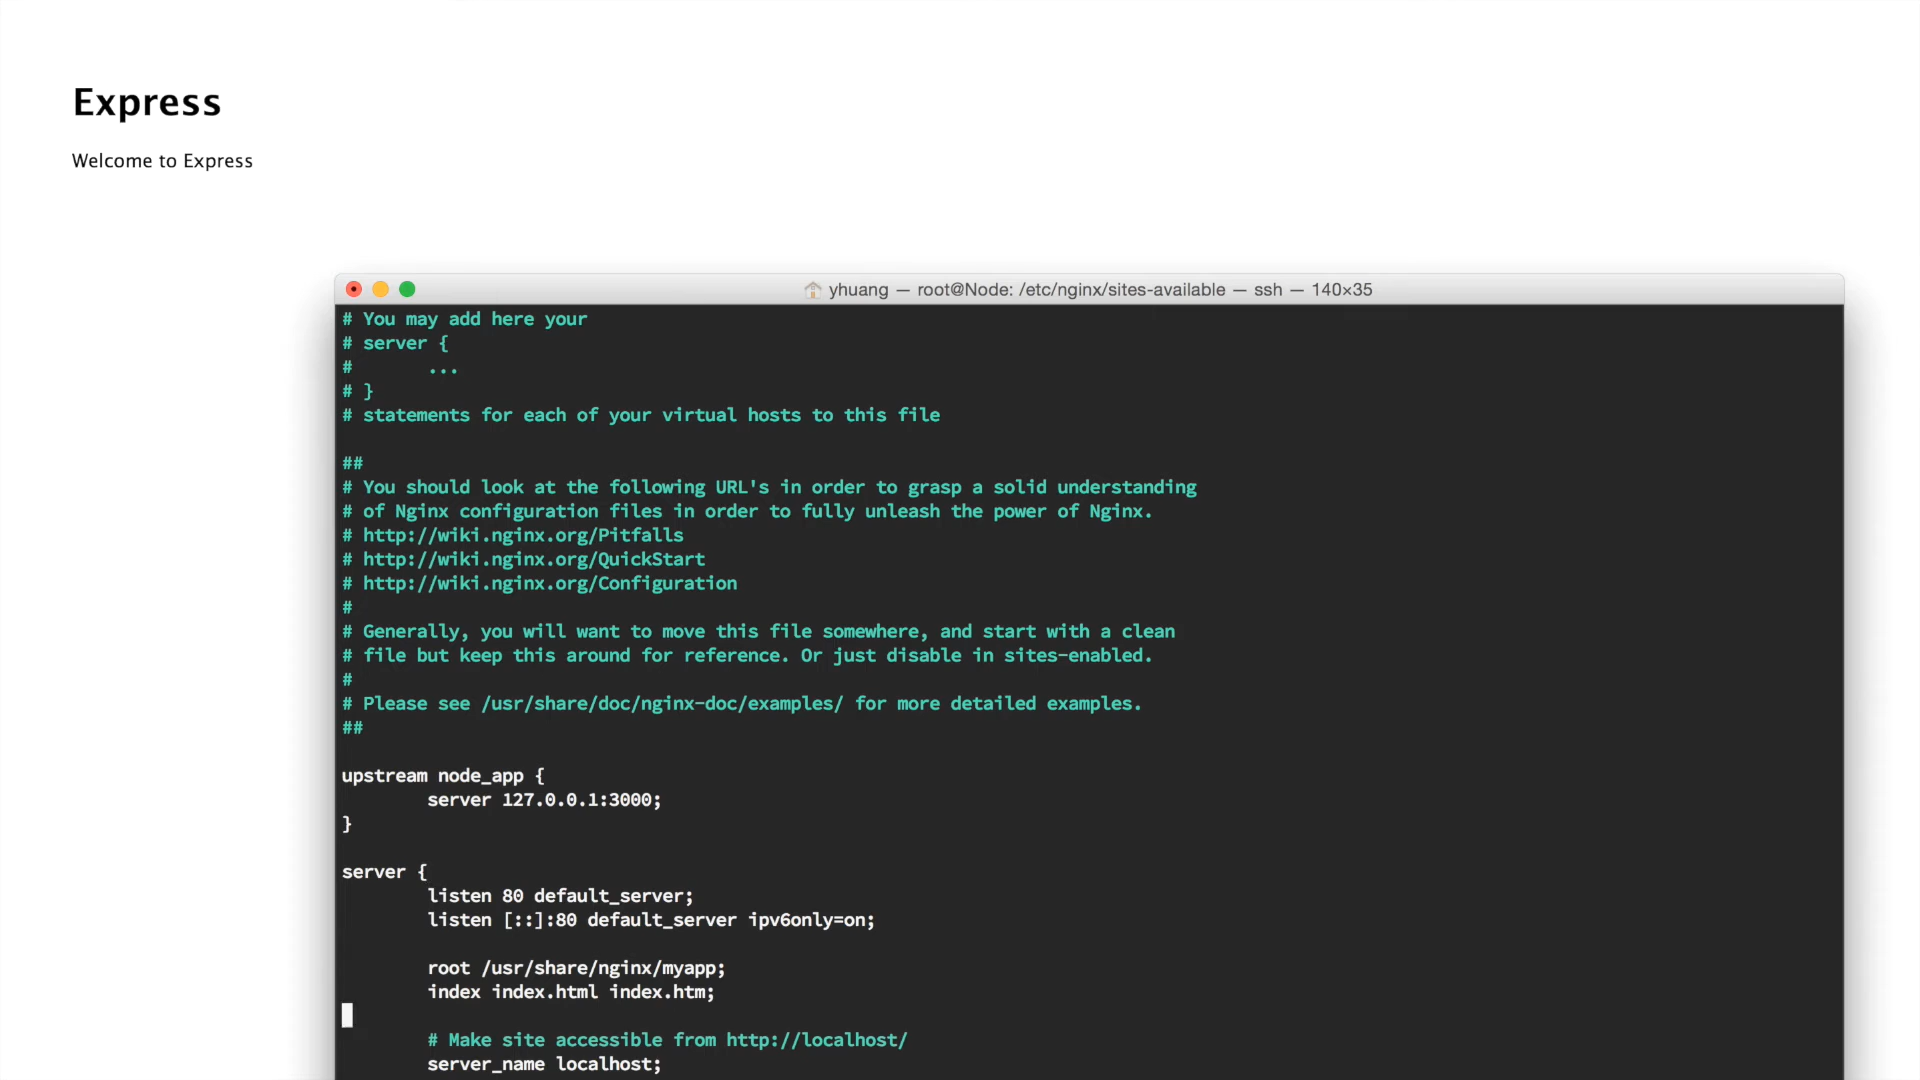 Express
Welcome to Express
yhuang — root@Node: /etc/nginx/sites-available — ssh — 140×35
# You may add here your
# server {
#       ...
# }
# statements for each of your virtual hosts to this file
##
# You should look at the following URL's in order to grasp a solid understanding
# of Nginx configuration files in order to fully unleash the power of Nginx.
# http://wiki.nginx.org/Pitfalls
# http://wiki.nginx.org/QuickStart
# http://wiki.nginx.org/Configuration
#
# Generally, you will want to move this file somewhere, and start with a clean
# file but keep this around for reference. Or just disable in sites-enabled.
#
# Please see /usr/share/doc/nginx-doc/examples/ for more detailed examples.
##
upstream node_app {
        server 127.0.0.1:3000;
}
server {
        listen 80 default_server;
        listen [::]:80 default_server ipv6only=on;
        root /usr/share/nginx/myapp;
        index index.html index.htm;
        # Make site accessible from http://localhost/
        server_name localhost;